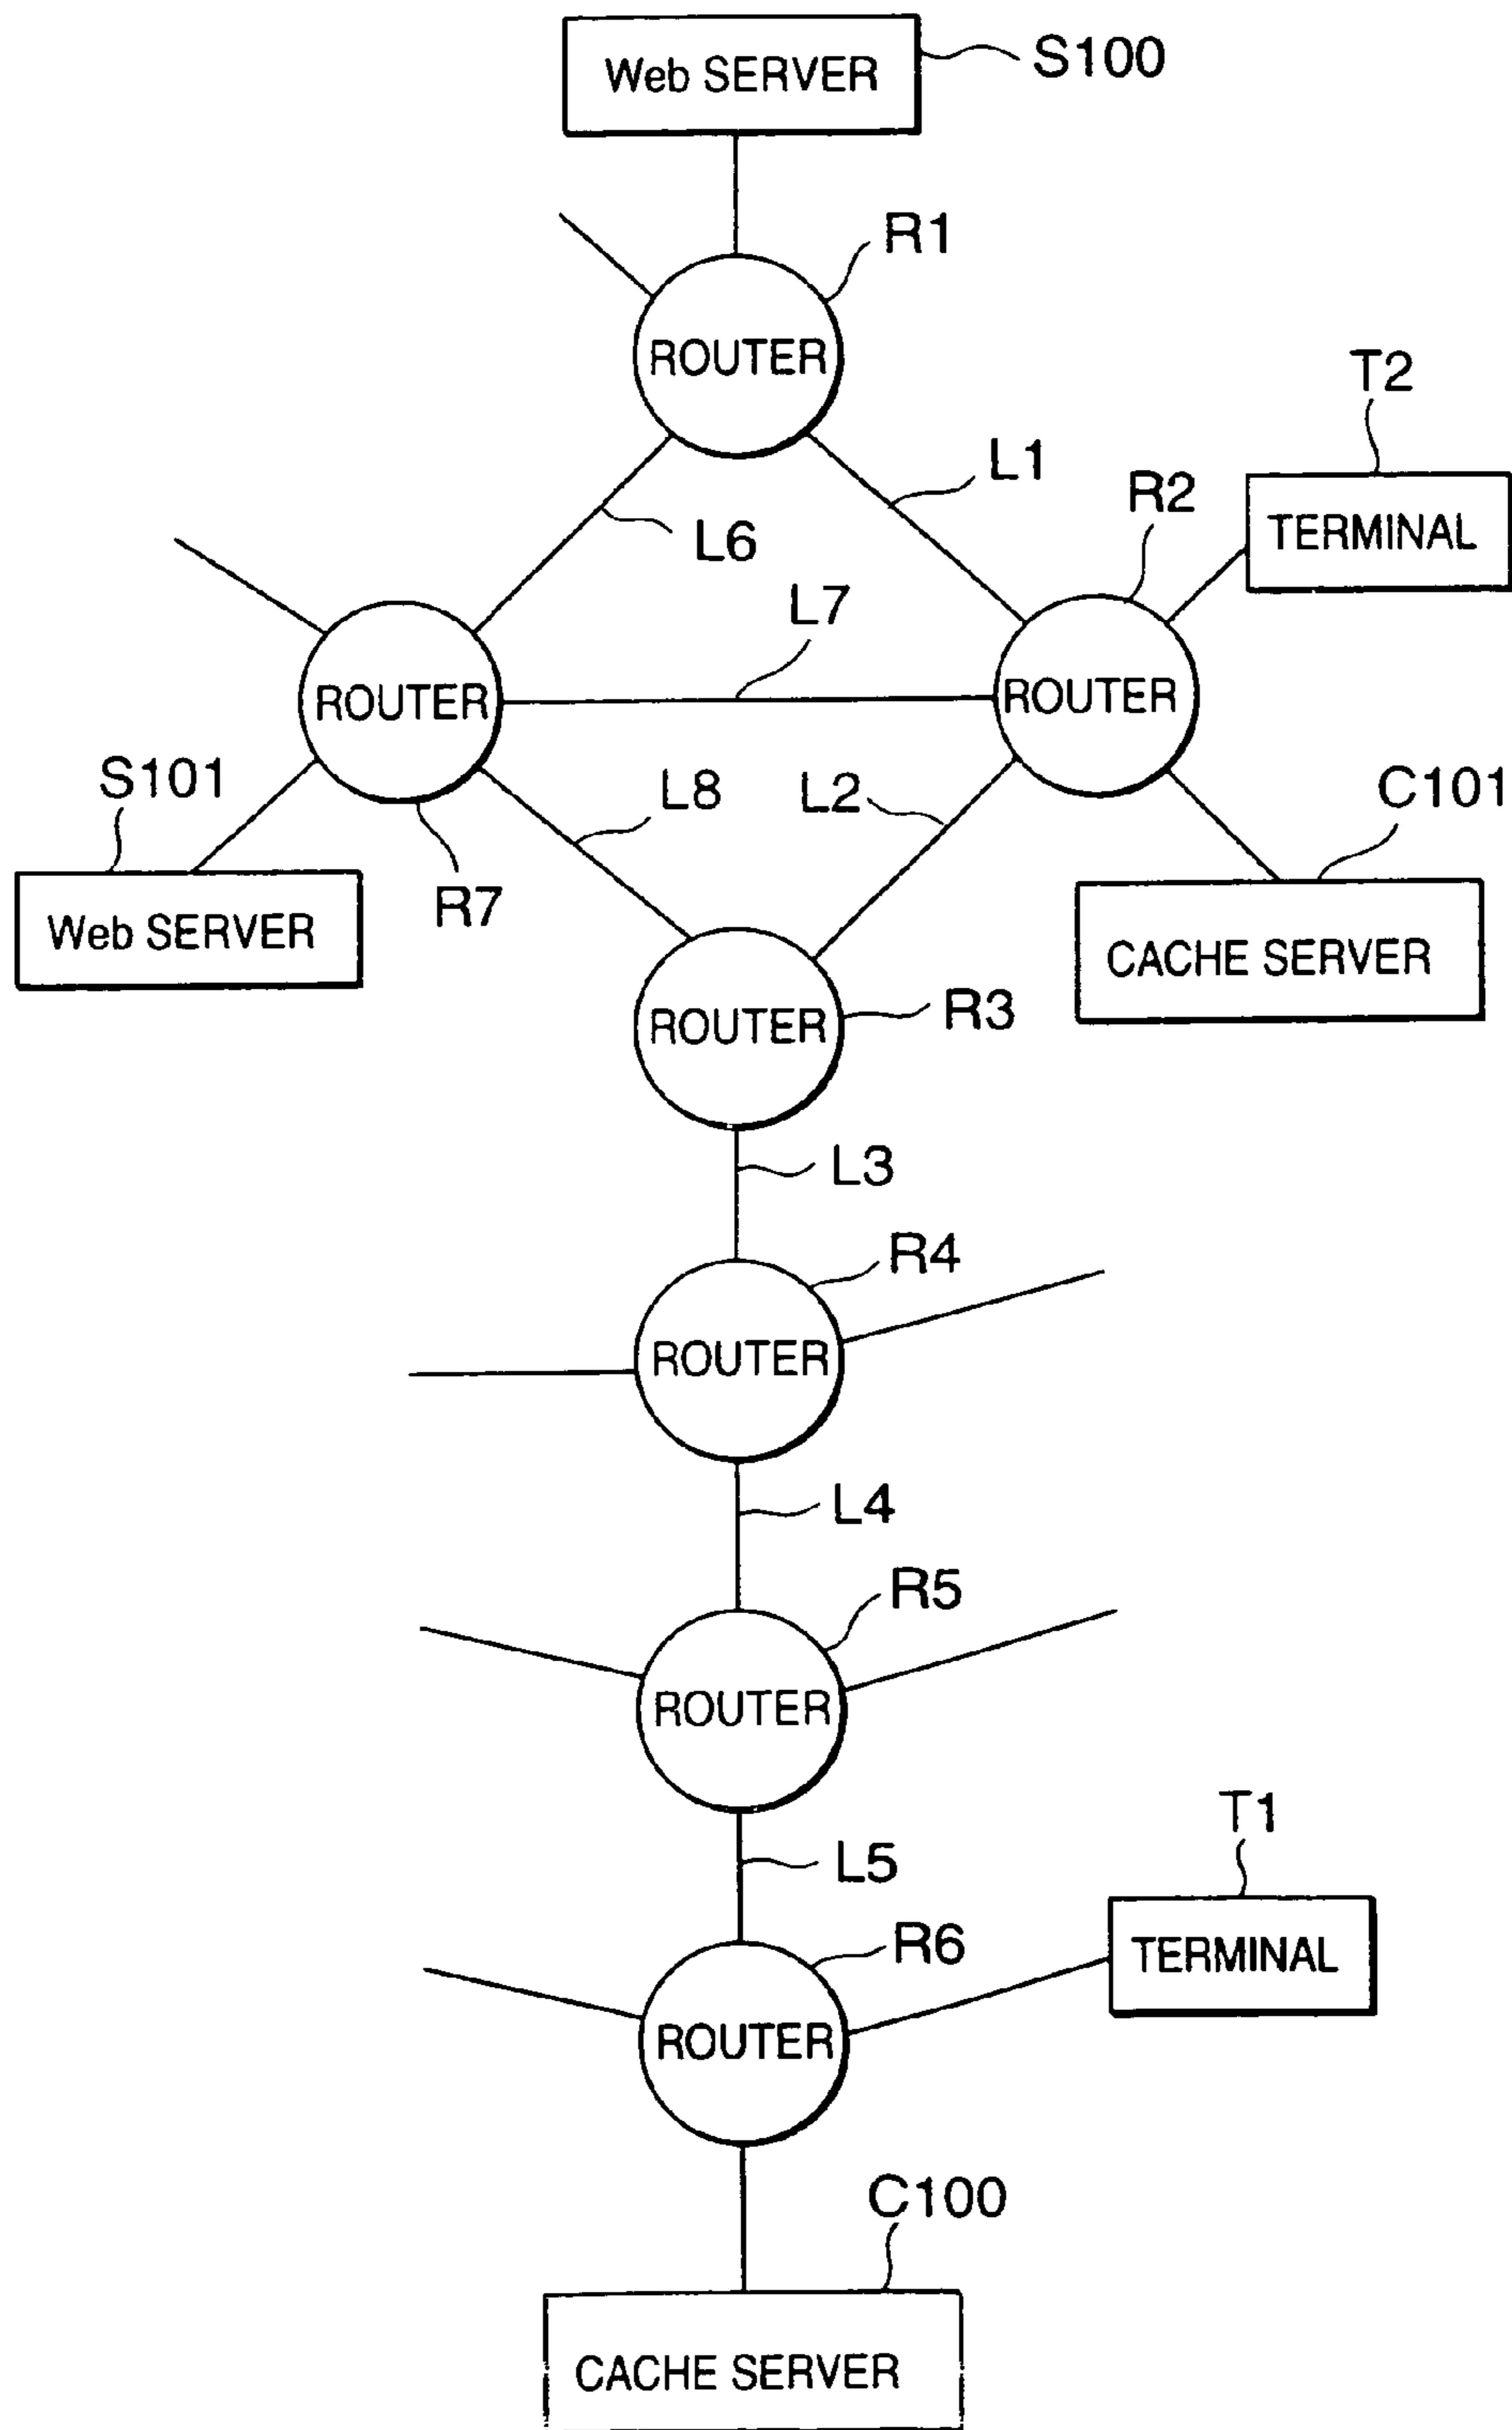 Web SERVER
S100
R1
ROUTER
T2
L1
R2
TERMINAL
L6
L7
ROUTER
ROUTER
S101
L8
L2
C101
R7
Web SERVER
CACHE SERVER
R3
ROUTER
L3
R4
ROUTER
L4
R5
ROUTER
T1
L5
R6
TERMINAL
ROUTER
C100
CACHE SERVER